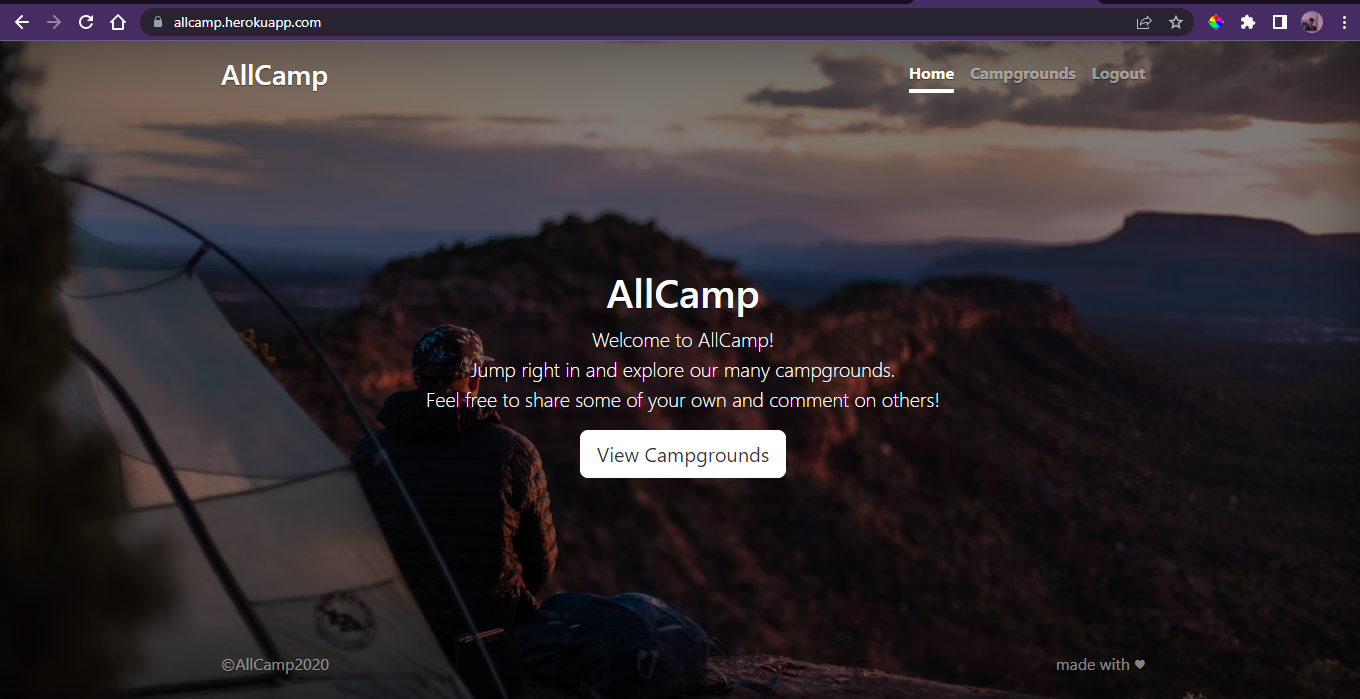 allcamp.herokuapp.com
AllCamp
Home Campgrounds Logout
AllCamp
Welcome to AllCamp!
Jump right in and explore our many campgrounds.
Feel free to share some of your own and comment on others!
View Campgrounds
©AllCamp2020
made with ♥